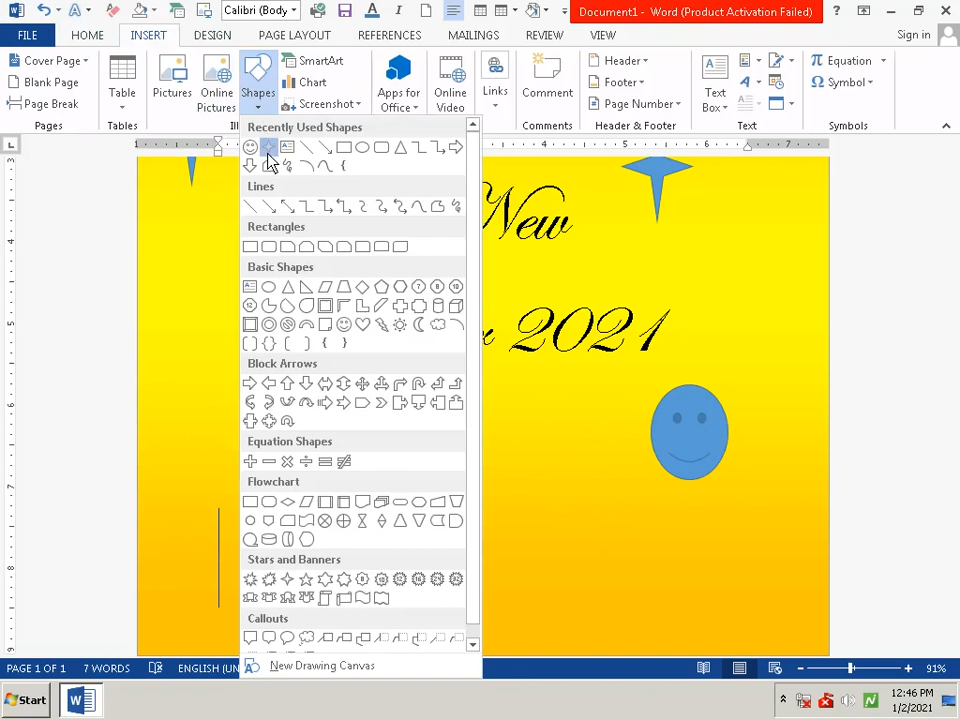 Calibri (Body
Document1 - Word (Product Activation Failed)
FILE HOME INSERT DESIGN PAGE LAYOUT REFERENCES MAILINGS REVIEW VIEW Sign in
Cover Page
Blank Page
Page Break
Pages
Table
Tables
Pictures
Online
Pictures
Shapes
SmartArt
Chart
Screenshot
Apps for
Office
Online
Video
Links
Comment
Comments
Header
Footer
Page Number
Header & Footer
Text
Box
Text
Equation
Symbol
Symbols
Recently Used Shapes
Lines
Rectangles
Basic Shapes
Block Arrows
Equation Shapes
Flowchart
Stars and Banners
Callouts
New Drawing Canvas
New
2021
PAGE 1 OF 1
7 WORDS
ENGLISH (UN
91%
Start
12:46 PM
1/2/2021